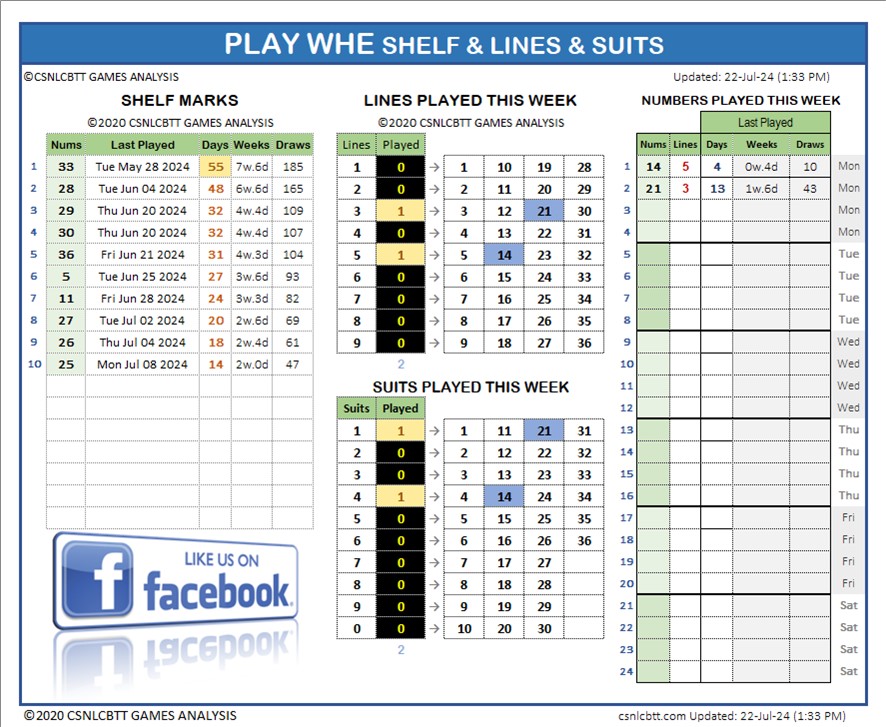 PLAY WHE SHELF & LINES & SUITS
©CSNLCBTT GAMES ANALYSIS
Updated: 22-Jul-24 (1:33 PM)
SHELF MARKS
©2020 CSNLCBTT GAMES ANALYSIS
Nums Last Played Days Weeks Draws
1 33 Tue May 28 2024 55 7w.6d 185
2 28 Tue Jun 04 2024 48 6w.6d 165
3 29 Thu Jun 20 2024 32 4w.4d 109
4 30 Thu Jun 20 2024 32 4w.4d 107
5 36 Fri Jun 21 2024 31 4w.3d 104
6 5 Tue Jun 25 2024 27 3w.6d 93
7 11 Fri Jun 28 2024 24 3w.3d 82
8 27 Tue Jul 02 2024 20 2w.6d 69
9 26 Thu Jul 04 2024 18 2w.4d 61
10 25 Mon Jul 08 2024 14 2w.0d 47
LIKE US ON
facebook.
LINES PLAYED THIS WEEK
©2020 CSNLCBTT GAMES ANALYSIS
Lines Played
1 0 → 1 10 19 28
2 0 → 2 11 20 29
3 1 → 3 12 21 30
4 0 → 4 13 22 31
5 1 → 5 14 23 32
6 0 → 6 15 24 33
7 0 → 7 16 25 34
8 0 → 8 17 26 35
9 0 → 9 18 27 36
2
SUITS PLAYED THIS WEEK
Suits Played
1 1 → 1 11 21 31
2 0 → 2 12 22 32
3 0 → 3 13 23 33
4 1 → 4 14 24 34
5 0 → 5 15 25 35
6 0 → 6 16 26 36
7 0 → 7 17 27
8 0 → 8 18 28
9 0 → 9 19 29
0 0 → 10 20 30
2
NUMBERS PLAYED THIS WEEK
Last Played
Nums Lines Days Weeks Draws
1 14 5 4 0w.4d 10 Mon
2 21 3 13 1w.6d 43 Mon
3 Mon
4 Mon
5 Tue
6 Tue
7 Tue
8 Tue
9 Wed
10 Wed
11 Wed
12 Wed
13 Thu
14 Thu
15 Thu
16 Thu
17 Fri
18 Fri
19 Fri
20 Fri
21 Sat
22 Sat
23 Sat
24 Sat
©2020 CSNLCBTT GAMES ANALYSIS
csnlcbtt.com Updated: 22-Jul-24 (1:33 PM)